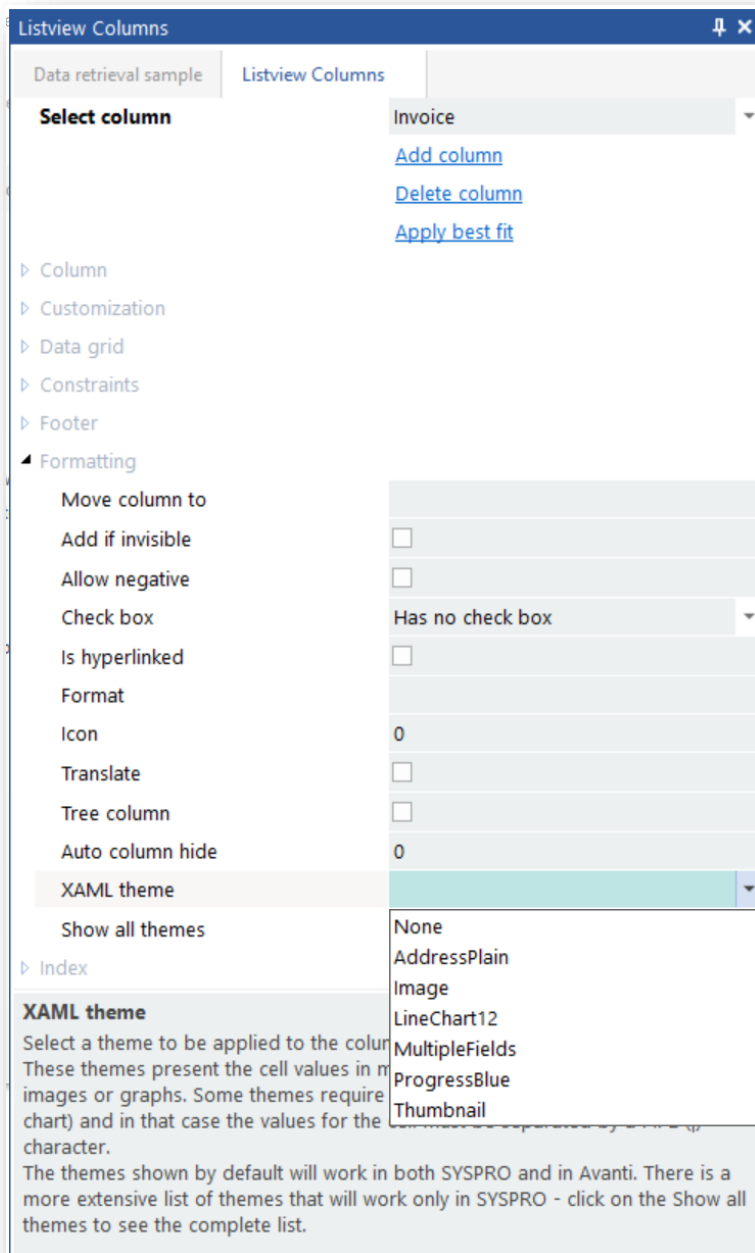 Listview Columns
Data retrieval sample Listview Columns
Select column Invoice
Add column
Delete column
Apply best fit
Column
Customization
Data grid
Constraints
Footer
Formatting
Move column to
Add if invisible
Allow negative
Check box Has no check box
Is hyperlinked
Format
Icon 0
Translate
Tree column
Auto column hide 0
XAML theme
Show all themes
None
AddressPlain
Index
Image
LineChart12
MultipleFields
ProgressBlue
Thumbnail
XAML theme
Select a theme to be applied to the
These themes present the cell values in
images or graphs. Some themes require
chart) and in that case the values for the
character.
The themes shown by default will work in both SYSPRO and in Avanti. There is a
more extensive list of themes that will work only in SYSPRO - click on the Show all
themes to see the complete list.